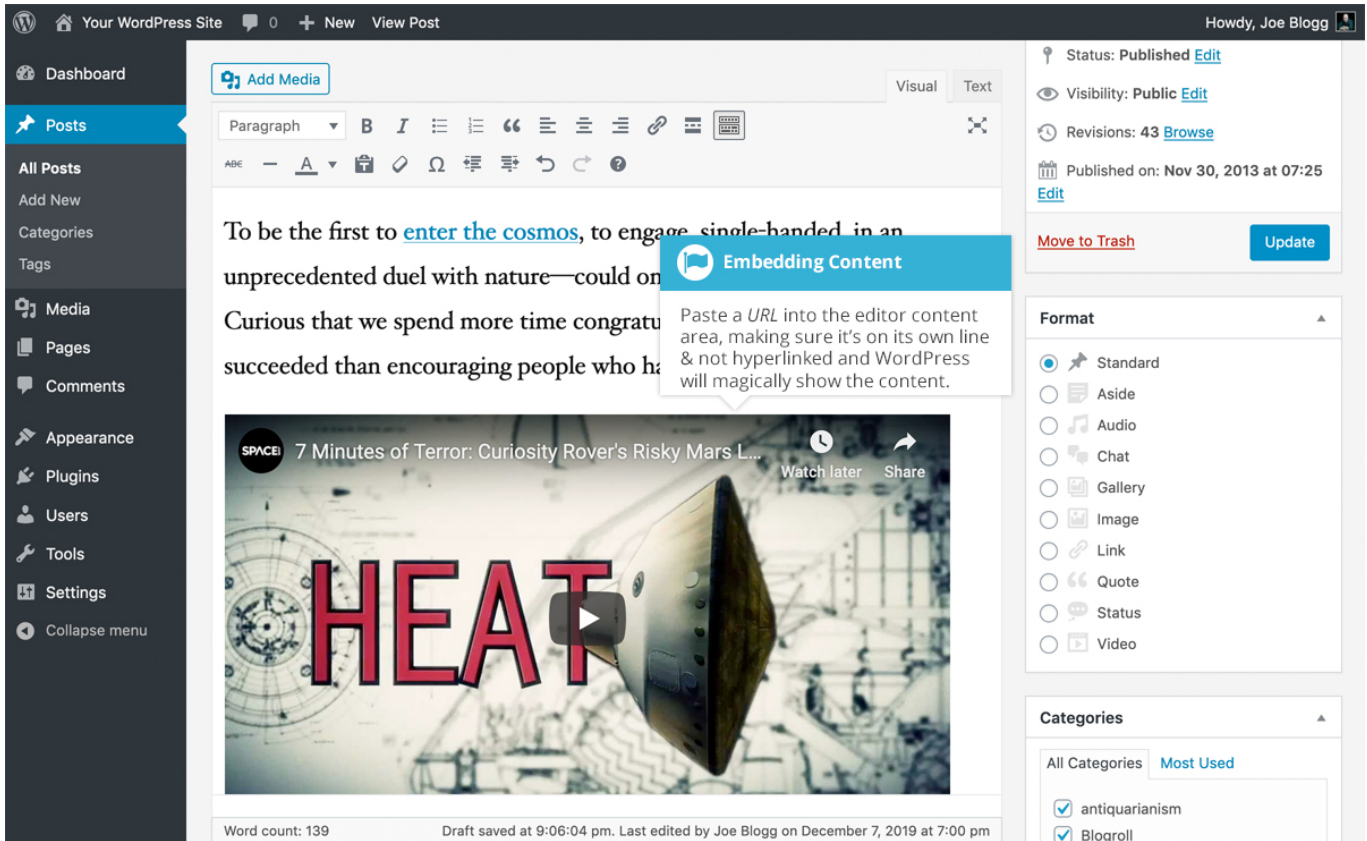 Your WordPress Site 0 New View Post Howdy, Joe Blogg
Dashboard
Posts
All Posts
Add New
Categories
Tags
Media
Pages
Comments
Appearance
Plugins
Users
Tools
Settings
Collapse menu
Add Media
Visual Text
Paragraph B I
ABC A Ω
To be the first to enter the cosmos, to engage, single-handed, in an
unprecedented duel with nature—could
Curious that we spend more time
succeeded than encouraging people who
Embedding Content
Paste a URL into the editor content
area, making sure it's on its own line
& not hyperlinked and WordPress
will magically show the content.
SPACE 7 Minutes of Terror: Curiosity Rover's Risky Mars L...
Watch later Share
HEAT
Word count: 139 Draft saved at 9:06:04 pm. Last edited by Joe Blogg on December 7, 2019 at 7:00 pm
Status: Published Edit
Visibility: Public Edit
Revisions: 43 Browse
Published on: Nov 30, 2013 at 07:25
Edit
Move to Trash Update
Format
Standard
Aside
Audio
Chat
Gallery
Image
Link
Quote
Status
Video
Categories
All Categories Most Used
antiquarianism
Blogroll